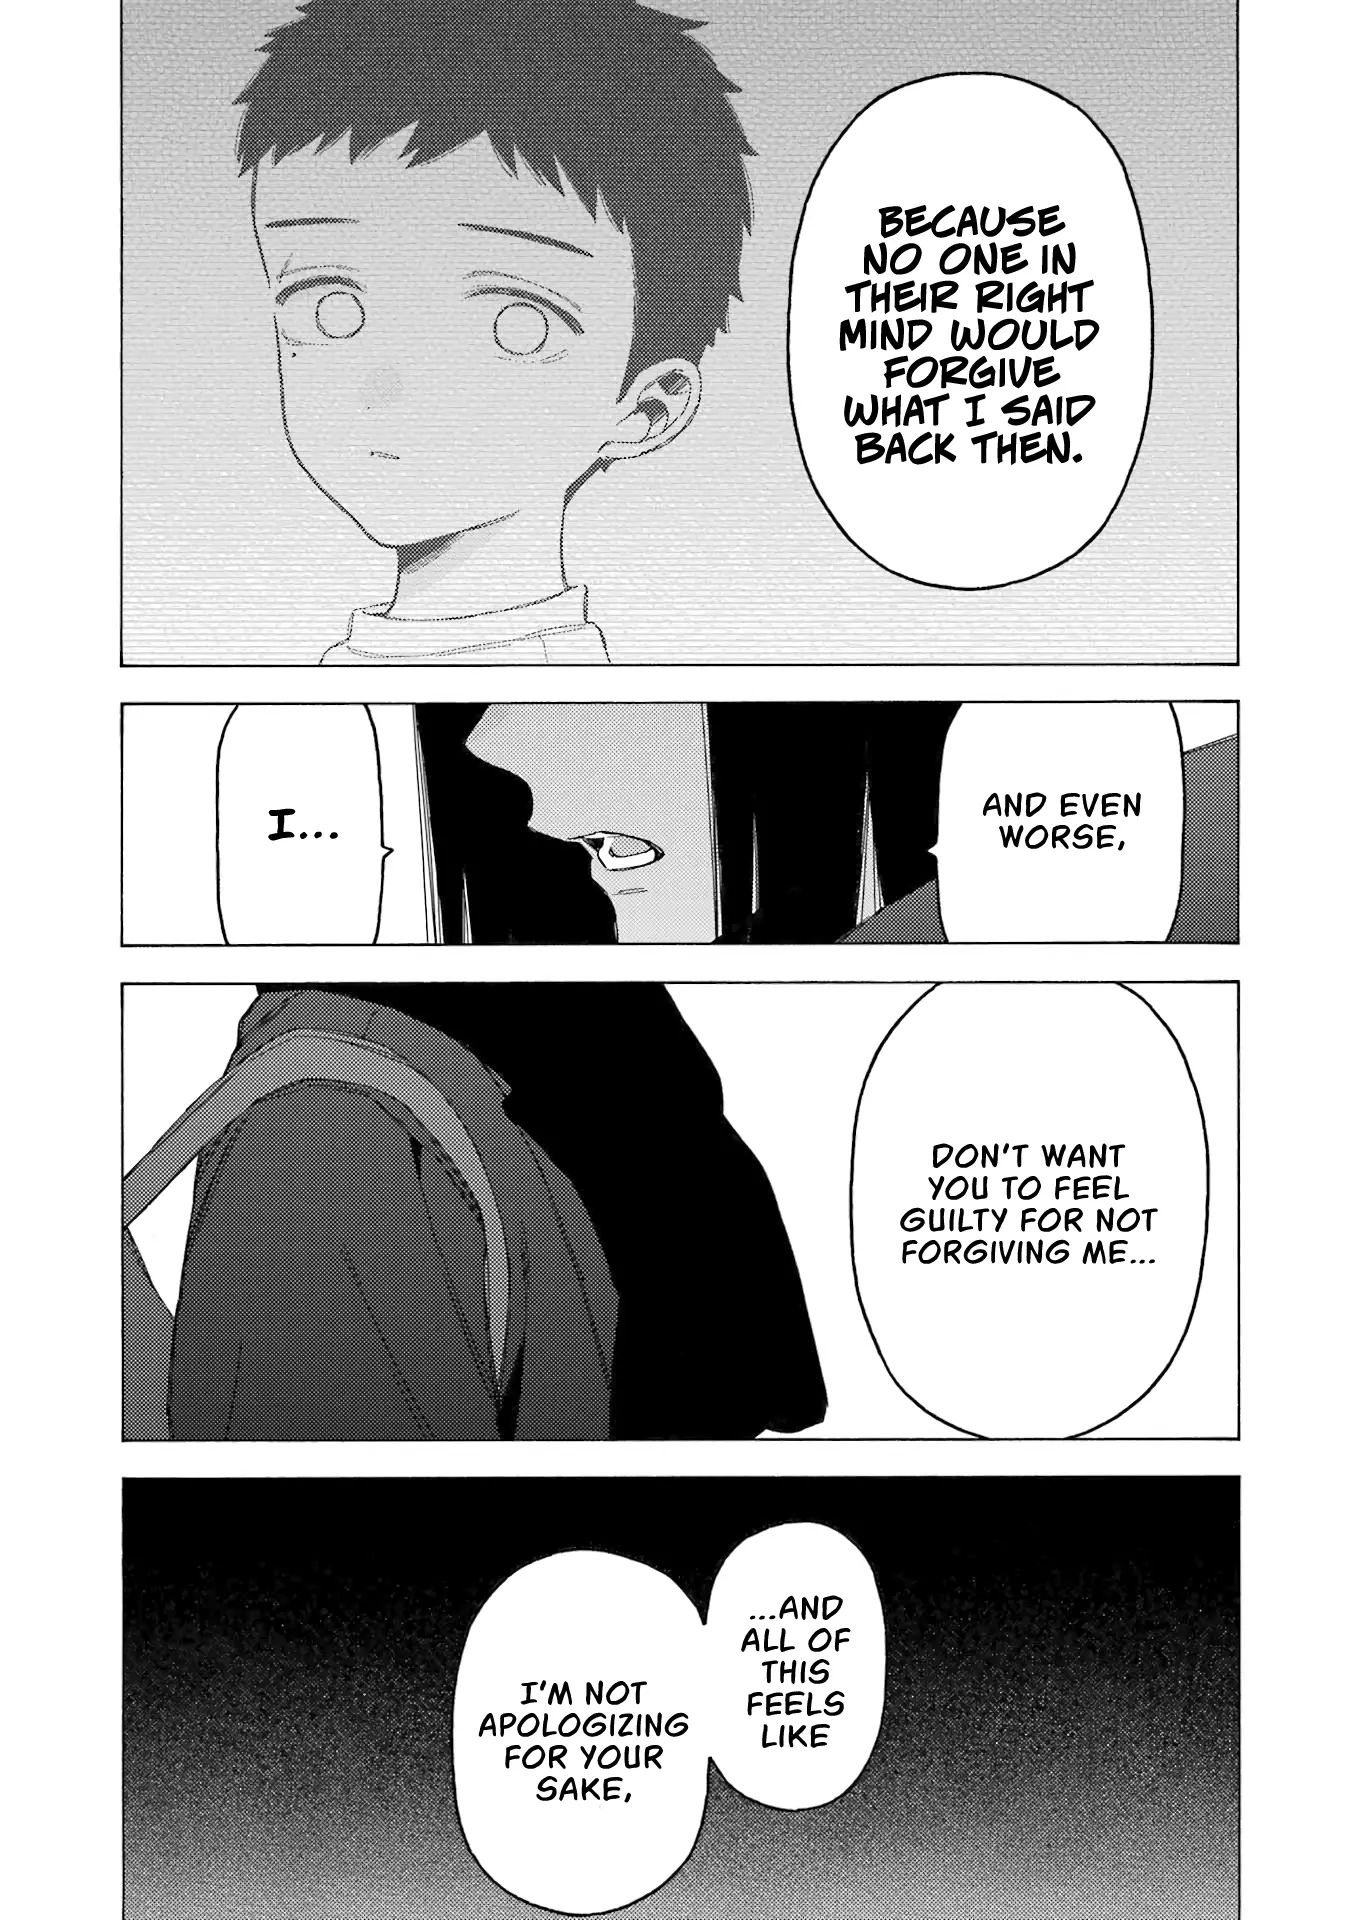 BECAUSE
NO ONE IN
THEIR RIGHT
MIND WOULD
FORGIVE
WHAT I SAID
BACK THEN.
AND EVEN
WORSE,
I...
DON'T WANT
YOU TO FEEL
GUILTY FOR NOT
FORGIVING ME...
...AND
ALL OF
THIS
FEELS
LIKE
I'M NOT
APOLOGIZING
FOR YOUR
SAKE,